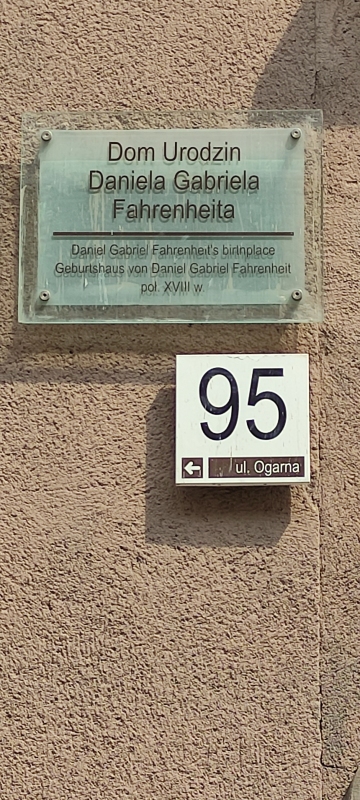 Dom Urodzin
Daniela Gabriela
Fahrenheita
Daniel Gabriel Fahrenheit's birthplace
Geburtshaus von Daniel Gabriel Fahrenheit
pol. XVIII w.
95
← ul. Ogarna